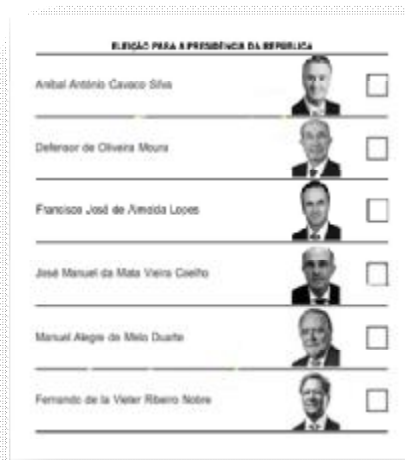 ELEIÇÃO PARA A PRESIDÊNCIA DA REPÚBLICA
Aníbal António Cavaco Silva
Defensor de Oliveira Moura
Francisco José de Almeida Lopes
José Manuel da Mata Vieira Coelho
Manuel Alegre de Melo Duarte
Fernando de la Vieter Ribeiro Nobre